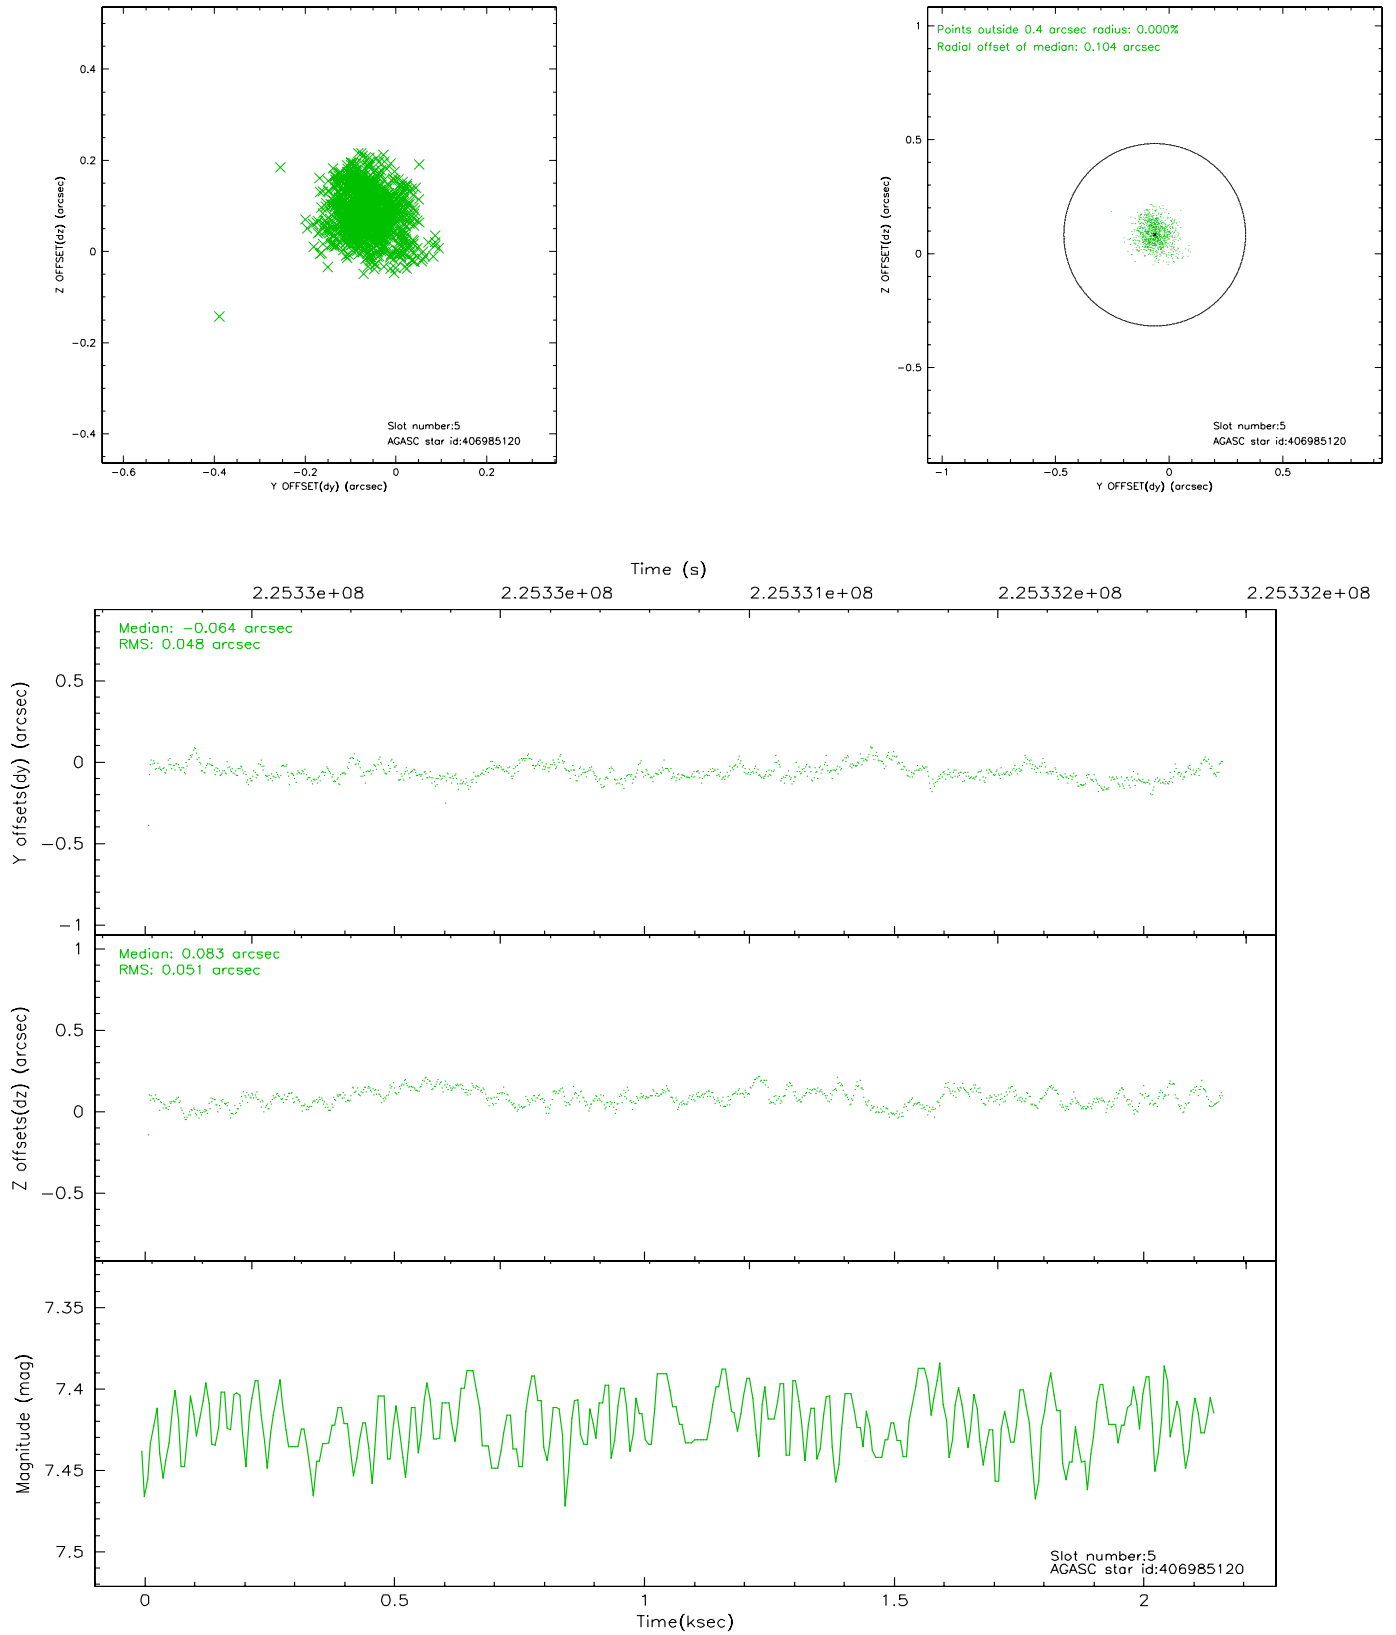 0.4
0.2
0
−0.2
−0.4
Z OFFSET(dz) (arcsec)
Slot number:5
AGASC star id:406985120
−0.6 −0.4 −0.2 0 0.2
Y OFFSET(dy) (arcsec)
Points outside 0.4 arcsec radius: 0.000%
Radial offset of median: 0.104 arcsec
1
0.5
0
−0.5
Z OFFSET(dz) (arcsec)
Slot number:5
AGASC star id:406985120
−1 −0.5 0 0.5
Y OFFSET(dy) (arcsec)
Time (s)
2.2533e+08 2.2533e+08 2.25331e+08 2.25332e+08 2.25332e+08
Median: −0.064 arcsec
RMS: 0.048 arcsec
0.5
0
−0.5
−1
Y offsets(dy) (arcsec)
Median: 0.083 arcsec
RMS: 0.051 arcsec
1
0.5
0
−0.5
Z offsets(dz) (arcsec)
7.35
7.4
7.45
7.5
Magnitude (mag)
Slot number:5
AGASC star id:406985120
0 0.5 1 1.5 2
Time(ksec)